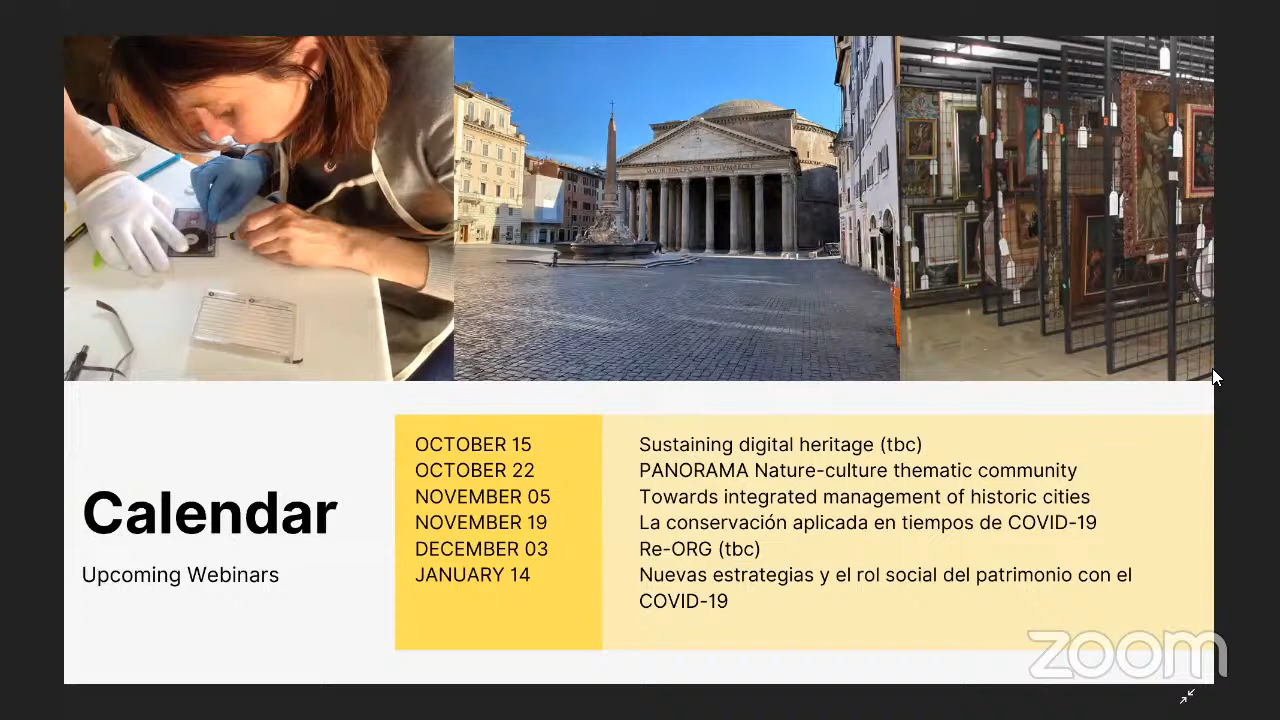 Calendar
Upcoming Webinars
OCTOBER 15 Sustaining digital heritage (tbc)
OCTOBER 22 PANORAMA Nature-culture thematic community
NOVEMBER 05 Towards integrated management of historic cities
NOVEMBER 19 La conservación aplicada en tiempos de COVID-19
DECEMBER 03 Re-ORG (tbc)
JANUARY 14 Nuevas estrategias y el rol social del patrimonio con el
COVID-19
zoom